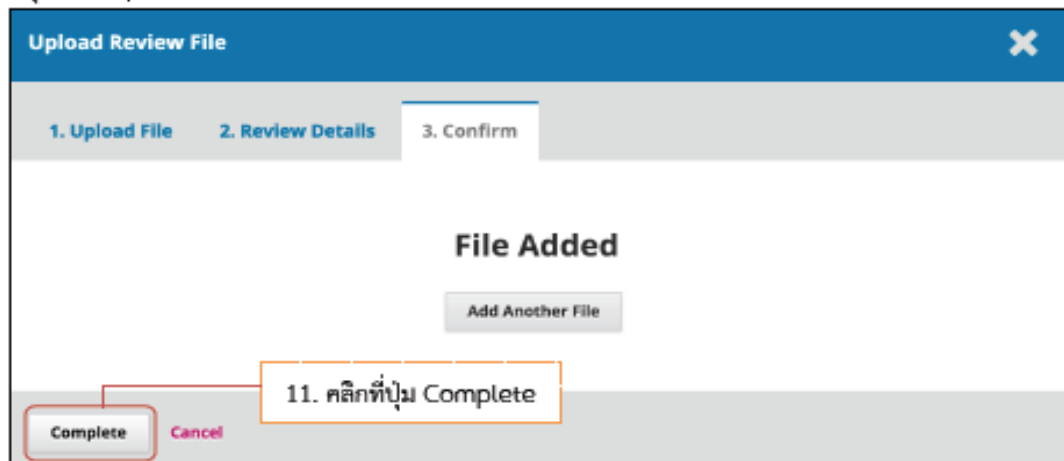 Upload Review File
1. Upload File 2. Review Details 3. Confirm
File Added
Add Another File
11. คลิกที่ปุ่ม Complete
Complete Cancel